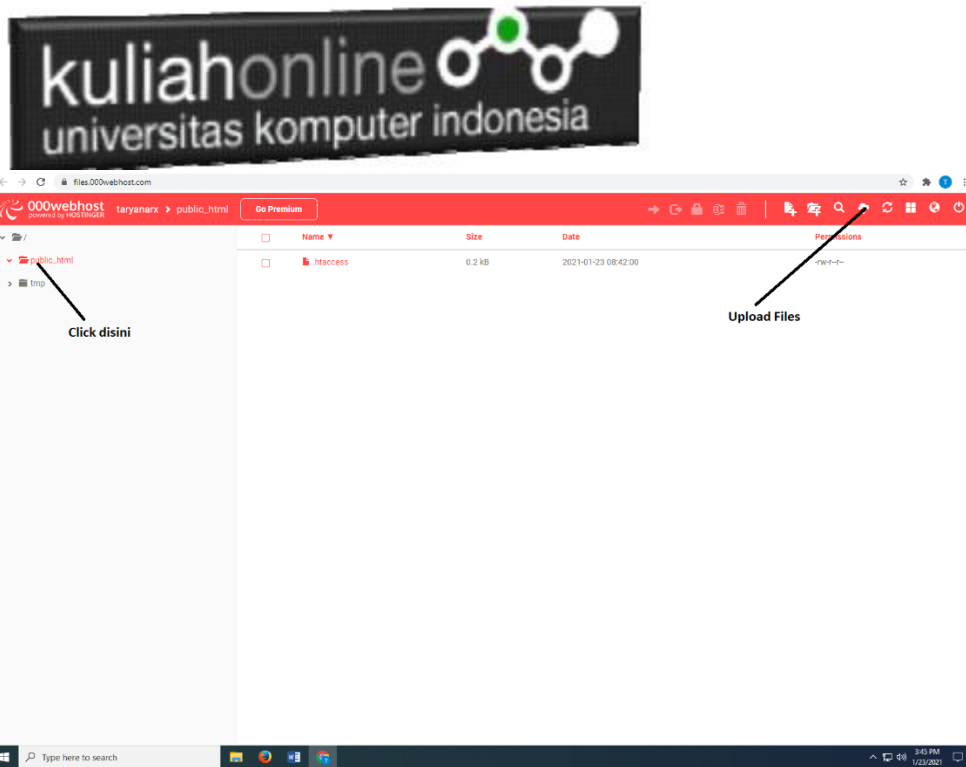 kuliahonline
universitas komputer indonesia
files.000webhost.com
000webhost
powered by HOSTINGER
taryanarx > public_html
Go Premium
/
public_html
tmp
Click disini
Name ▼ Size Date Permissions
.htaccess 0.2 kB 2021-01-23 08:42:00 -rw-r--r--
Upload Files
Type here to search
3:45 PM
1/23/2021